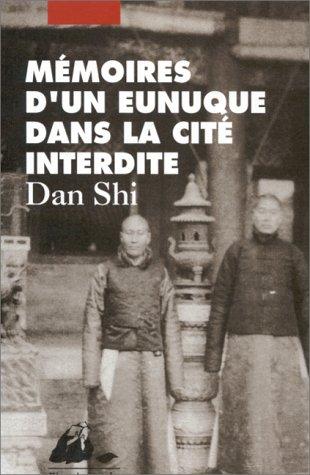 MÉMOIRES
D'UN EUNUQUE
DANS LA CITÉ
INTERDITE
Dan Shi